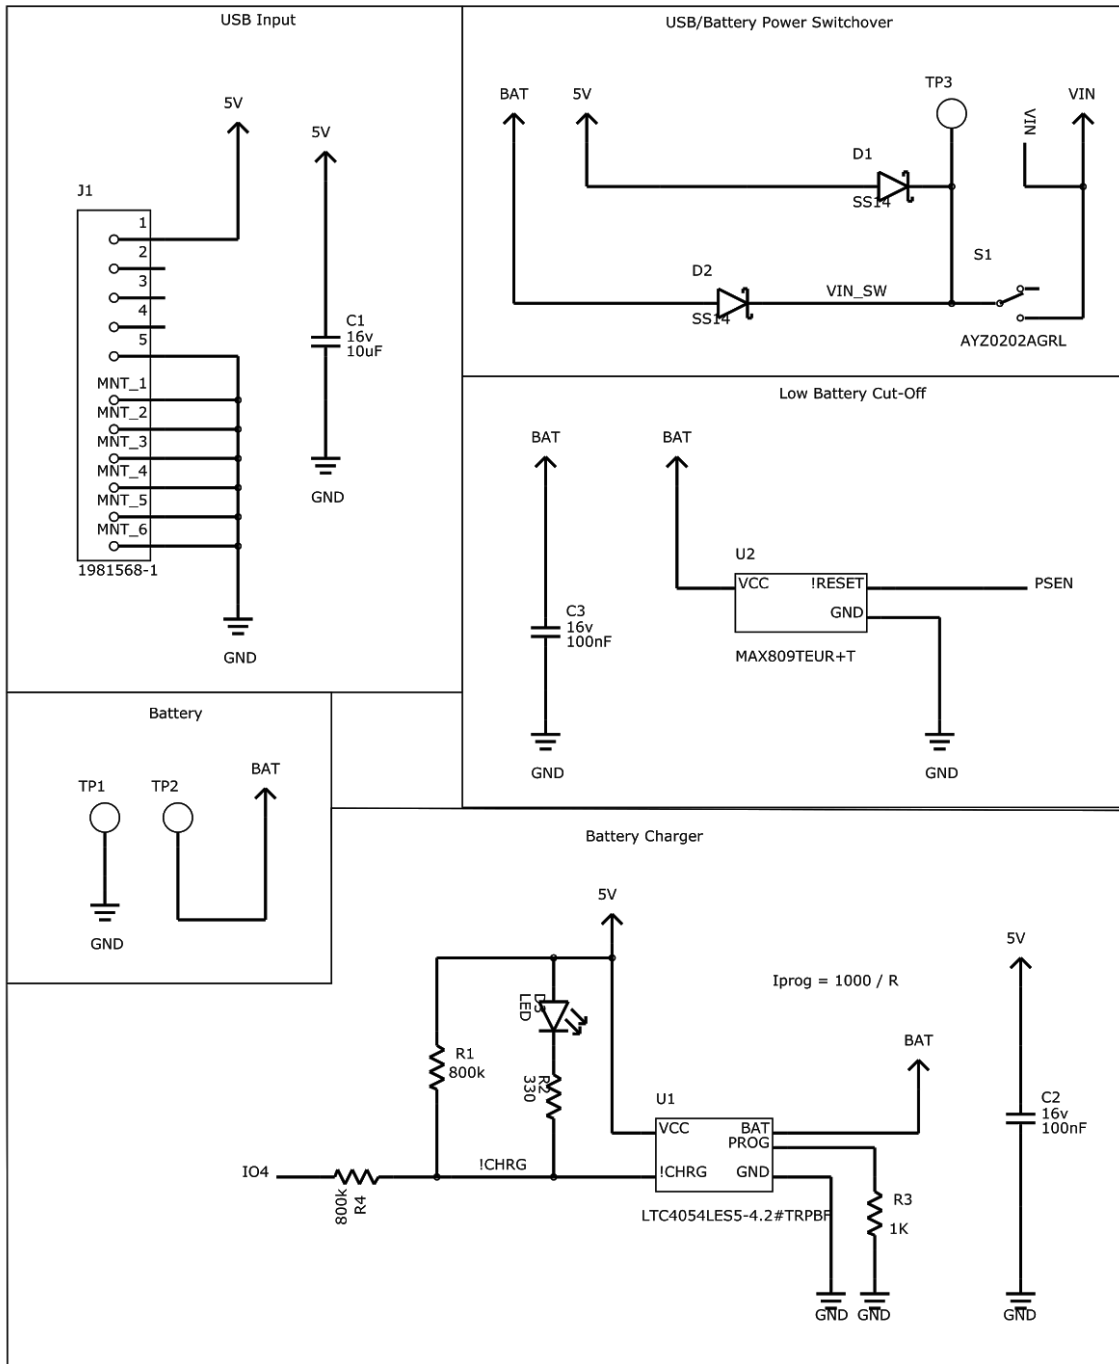 USB Input
5V
5V
J1
1
2
3
4
5
MNT_1
MNT_2
MNT_3
MNT_4
MNT_5
MNT_6
1981568-1
C1
16v
10uF
GND
GND
USB/Battery Power Switchover
BAT
5V
TP3
VIN
VIN
D1
SS14
D2
SS14
VIN_SW
S1
AYZ0202AGRL
Low Battery Cut-Off
BAT
BAT
U2
VCC
!RESET
GND
PSEN
MAX809TEUR+T
C3
16v
100nF
GND
GND
Battery
TP1
TP2
BAT
GND
Battery Charger
5V
5V
Iprog = 1000 / R
D3
LED
R1
800k
R2
330
BAT
U1
VCC
BAT
PROG
!CHRG
GND
LTC4054LES5-4.2#TRPBF
IO4
800k
R4
!CHRG
R3
1K
C2
16v
100nF
GND
GND
GND